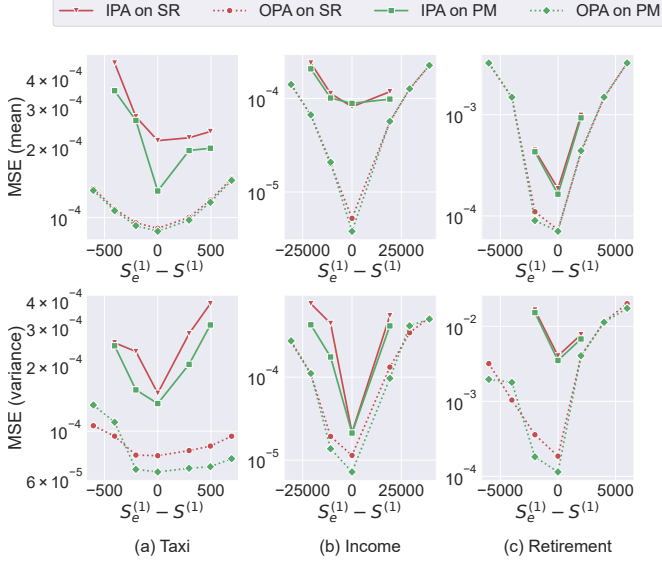 IPA on SR OPA on SR IPA on PM OPA on PM
MSE (mean)
4 × 10⁻⁴
3 × 10⁻⁴
2 × 10⁻⁴
10⁻⁴
−500 0 500
S_e^{(1)} − S^{(1)}
10⁻⁴
10⁻⁵
−25000 0 25000
S_e^{(1)} − S^{(1)}
10⁻³
10⁻⁴
−5000 0 5000
S_e^{(1)} − S^{(1)}
MSE (variance)
4 × 10⁻⁴
3 × 10⁻⁴
2 × 10⁻⁴
10⁻⁴
6 × 10⁻⁵
−500 0 500
S_e^{(1)} − S^{(1)}
10⁻⁴
10⁻⁵
−25000 0 25000
S_e^{(1)} − S^{(1)}
10⁻²
10⁻³
10⁻⁴
−5000 0 5000
S_e^{(1)} − S^{(1)}
(a) Taxi (b) Income (c) Retirement